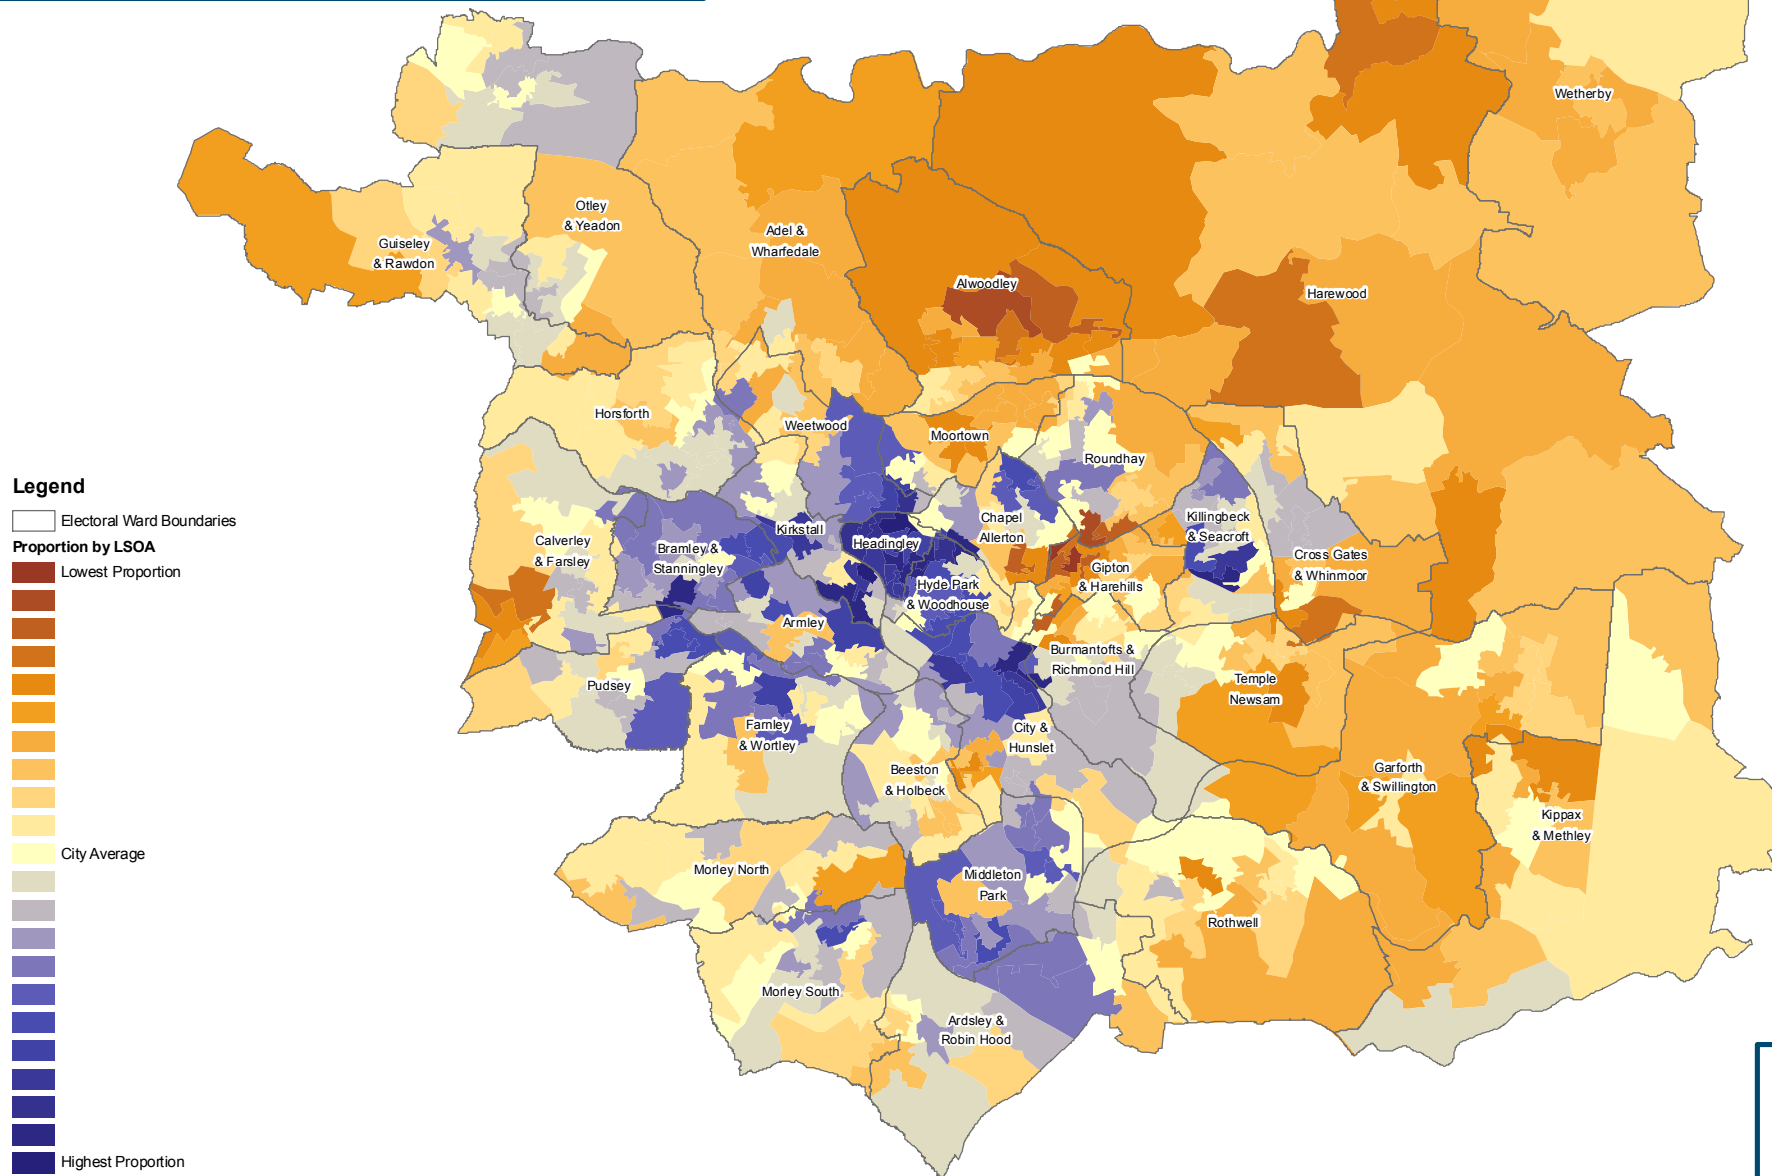 Wetherby
Otley
& Yeadon
Guiseley
& Rawdon
Adel &
Wharfedale
Alwoodley
Harewood
Horsforth
Weetwood
Moortown
Roundhay
Legend
Electoral Ward Boundaries
Proportion by LSOA
Lowest Proportion
City Average
Highest Proportion
Calverley
& Farsley
Bramley &
Stanningley
Kirkstall
Headingley
Chapel
Allerton
Killingbeck
& Seacroft
Cross Gates
& Whinmoor
Gipton
& Harehills
Hyde Park
& Woodhouse
Armley
Burmantofts &
Richmond Hill
Pudsey
Temple
Newsam
Farnley
& Wortley
City &
Hunslet
Beeston
& Holbeck
Garforth
& Swillington
Kippax
& Methley
Morley North
Middleton
Park
Rothwell
Morley South
Ardsley &
Robin Hood